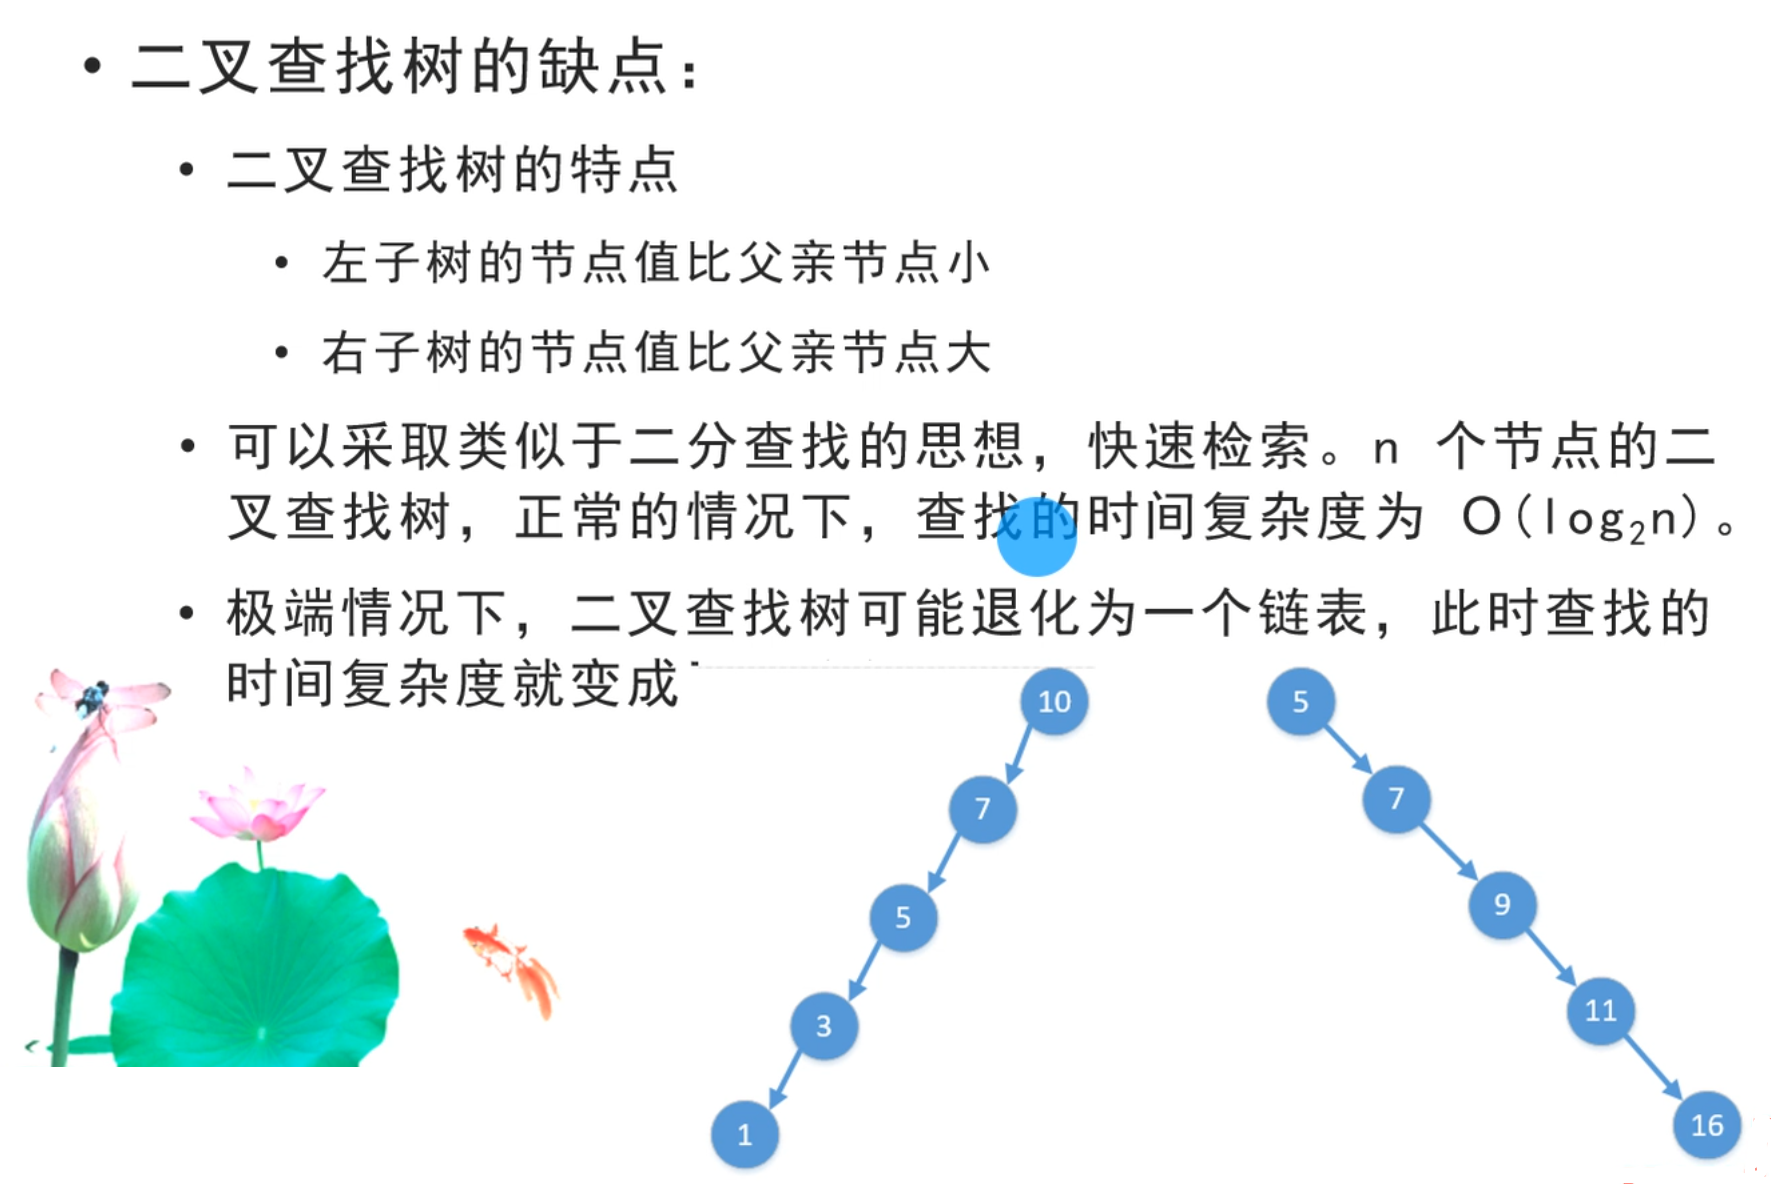 • 二叉查找树的缺点：
• 二叉查找树的特点
• 左子树的节点值比父亲节点小
• 右子树的节点值比父亲节点大
• 可以采取类似于二分查找的思想，快速检索。n 个节点的二
叉查找树，正常的情况下，查找的时间复杂度为 O(log₂n)。
• 极端情况下，二叉查找树可能退化为一个链表，此时查找的
时间复杂度就变成
10
7
5
3
1
5
7
9
11
16